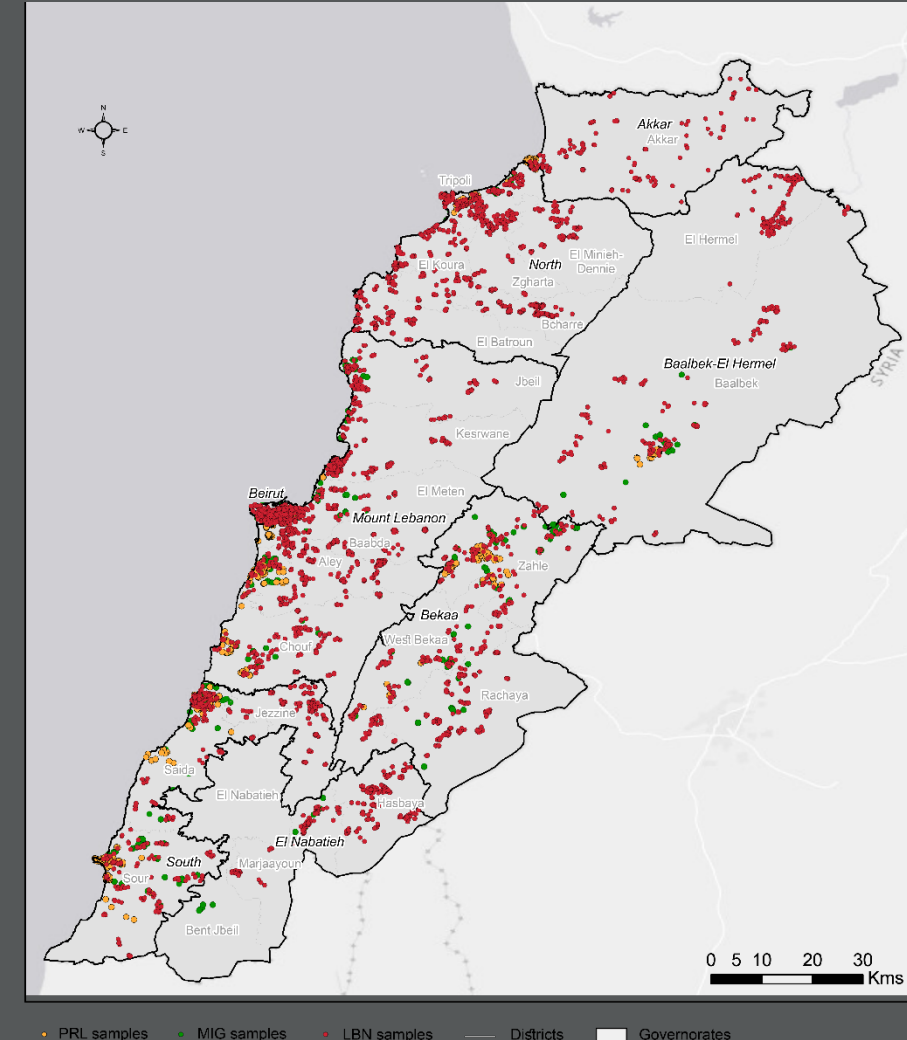 N
W E
S
Akkar
Akkar
Tripoli
El Hermel
El Koura
North
El Minieh-
Dennie
Zgharta
Bcharre
El Batroun
Baalbek-El Hermel
Baalbek
SYRIA
Jbeil
Kesrwane
El Meten
Beirut
Mount Lebanon
Baabda
Aley
Zahle
Bekaa
West Bekaa
Chouf
Rachaya
Jezzine
Saida
El Nabatieh
Hasbaya
El Nabatieh
South
Marjaayoun
Sour
Bent Jbeil
0 5 10 20 30
Kms
PRL samples MIG samples LBN samples Districts Governorates